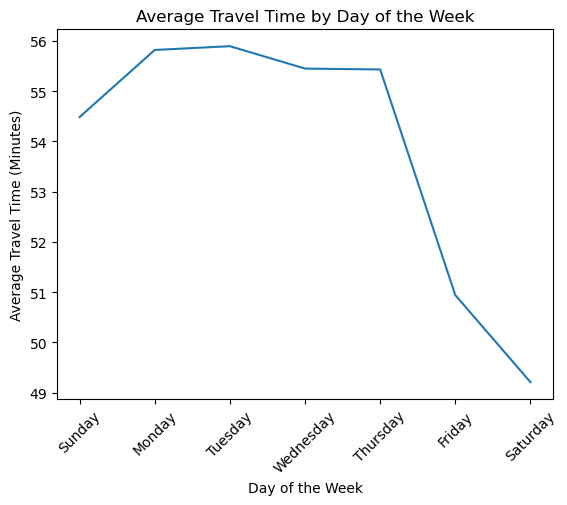 Average Travel Time by Day of the Week
Average Travel Time (Minutes)
56
55
54
53
52
51
50
49
Sunday
Monday
Tuesday
Wednesday
Thursday
Friday
Saturday
Day of the Week